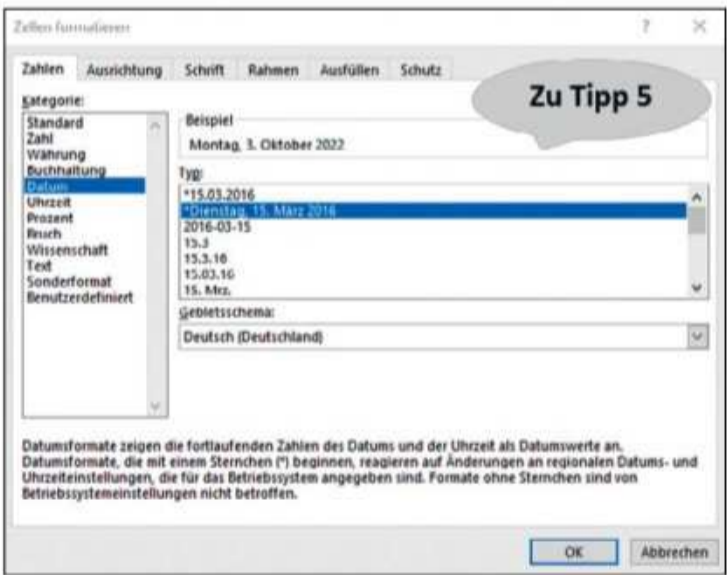 Zellen formatieren
? ×
Zahlen Ausrichtung Schrift Rahmen Ausfüllen Schutz
Zu Tipp 5
Kategorie:
Standard
Zahl
Währung
Buchhaltung
Datum
Uhrzeit
Prozent
Bruch
Wissenschaft
Text
Sonderformat
Benutzerdefiniert
Beispiel
Montag, 3. Oktober 2022
Typ:
*15.03.2016
*Dienstag, 15. März 2016
2016-03-15
15.3
15.3.16
15.03.16
15. Mrz.
Gebietsschema:
Deutsch (Deutschland)
Datumsformate zeigen die fortlaufenden Zahlen des Datums und der Uhrzeit als Datumswerte an.
Datumsformate, die mit einem Sternchen (*) beginnen, reagieren auf Änderungen an regionalen Datums- und
Uhrzeiteinstellungen, die für das Betriebssystem angegeben sind. Formate ohne Sternchen sind von
Betriebssystemeinstellungen nicht betroffen.
OK Abbrechen